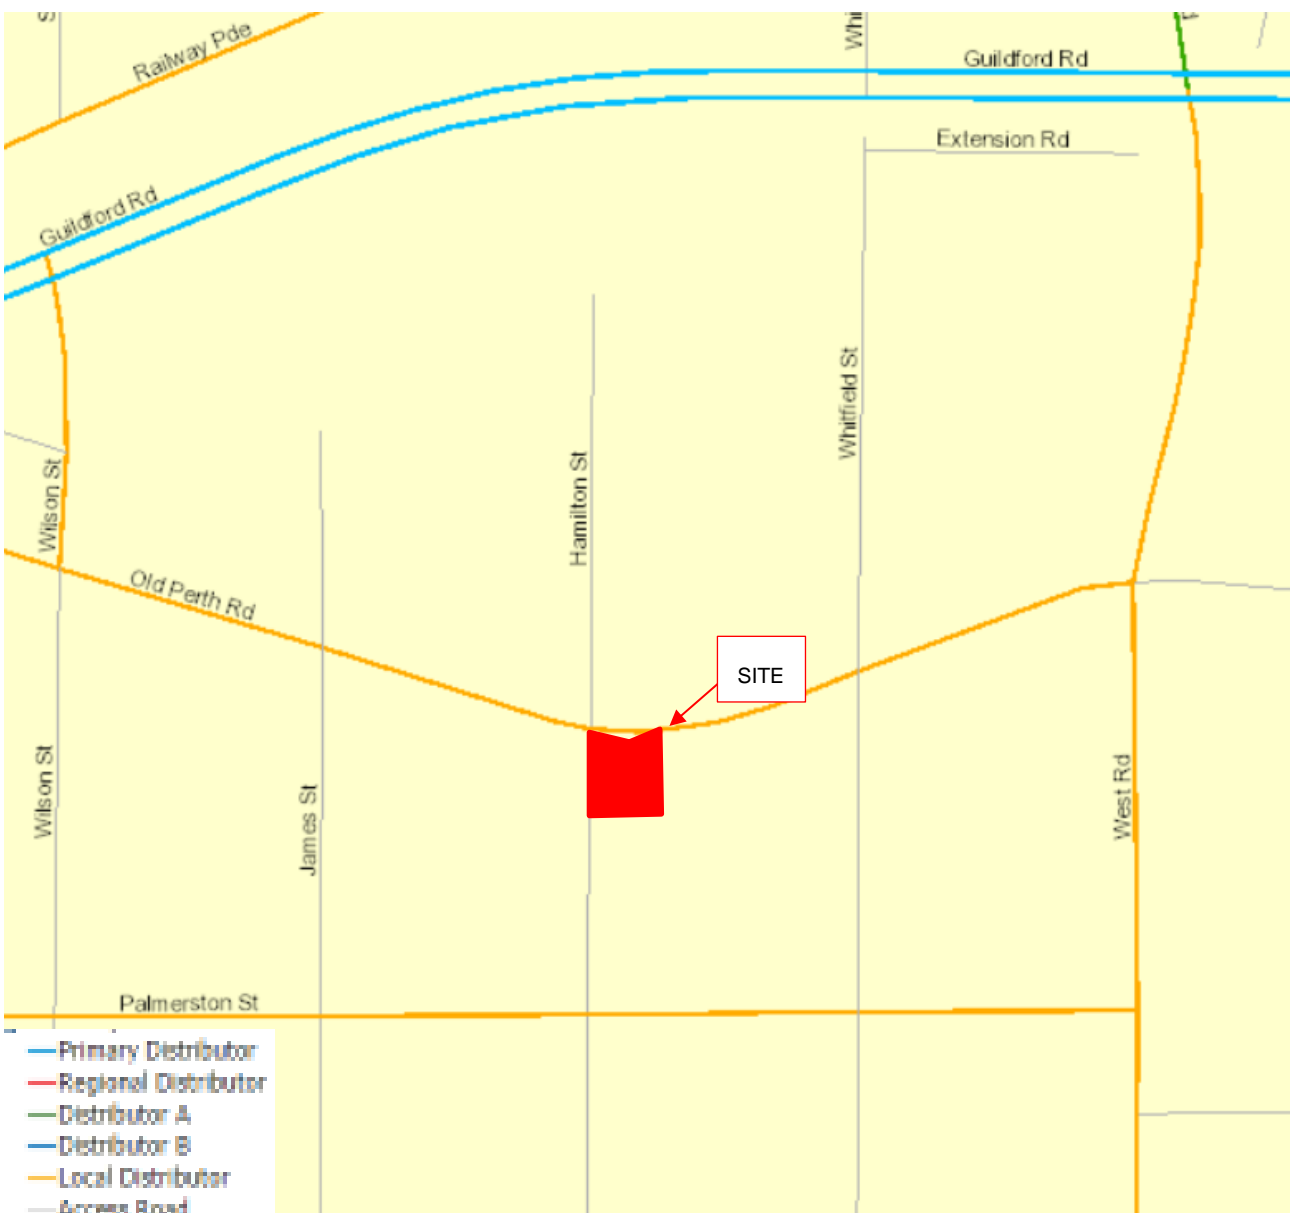 S
Railway Pde
Whi
Guildford Rd
Extension Rd
Guildford Rd
Whitfield St
Hamilton St
Wilson St
Old Perth Rd
SITE
Wilson St
James St
West Rd
Palmerston St
Primary Distributor
Regional Distributor
Distributor A
Distributor B
Local Distributor
Access Road